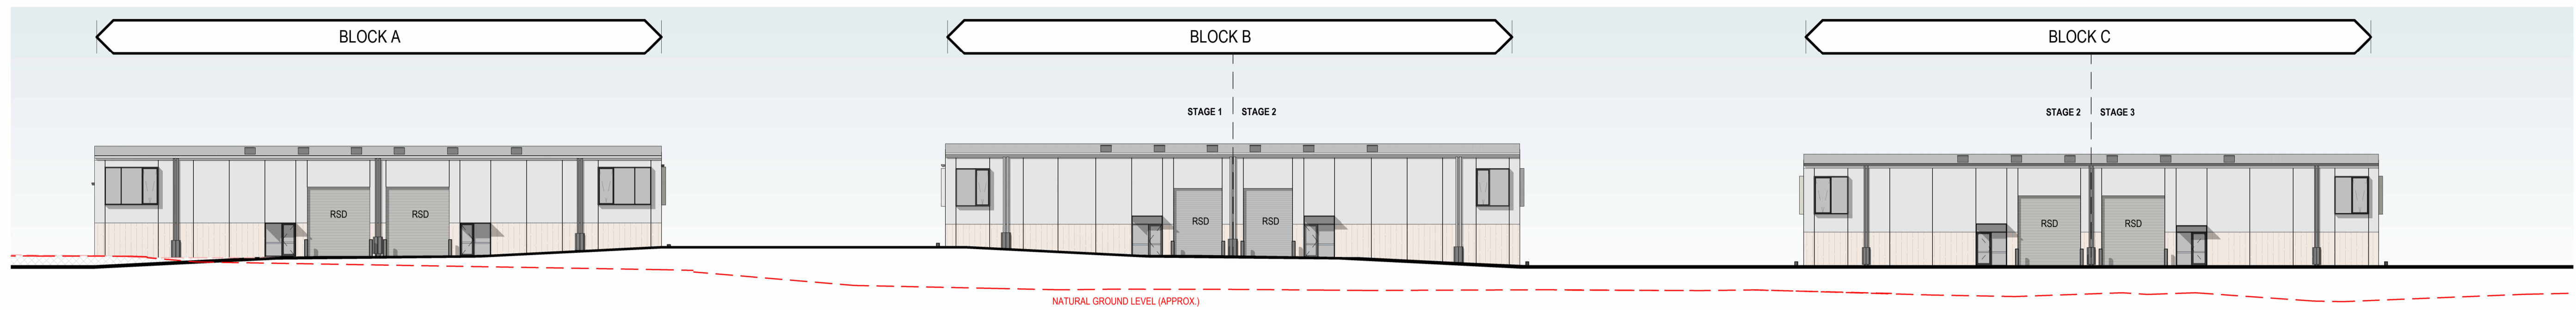 BLOCK A
BLOCK B
BLOCK C
STAGE 1
STAGE 2
STAGE 2
STAGE 3
RSD
RSD
RSD
RSD
RSD
RSD
NATURAL GROUND LEVEL (APPROX.)